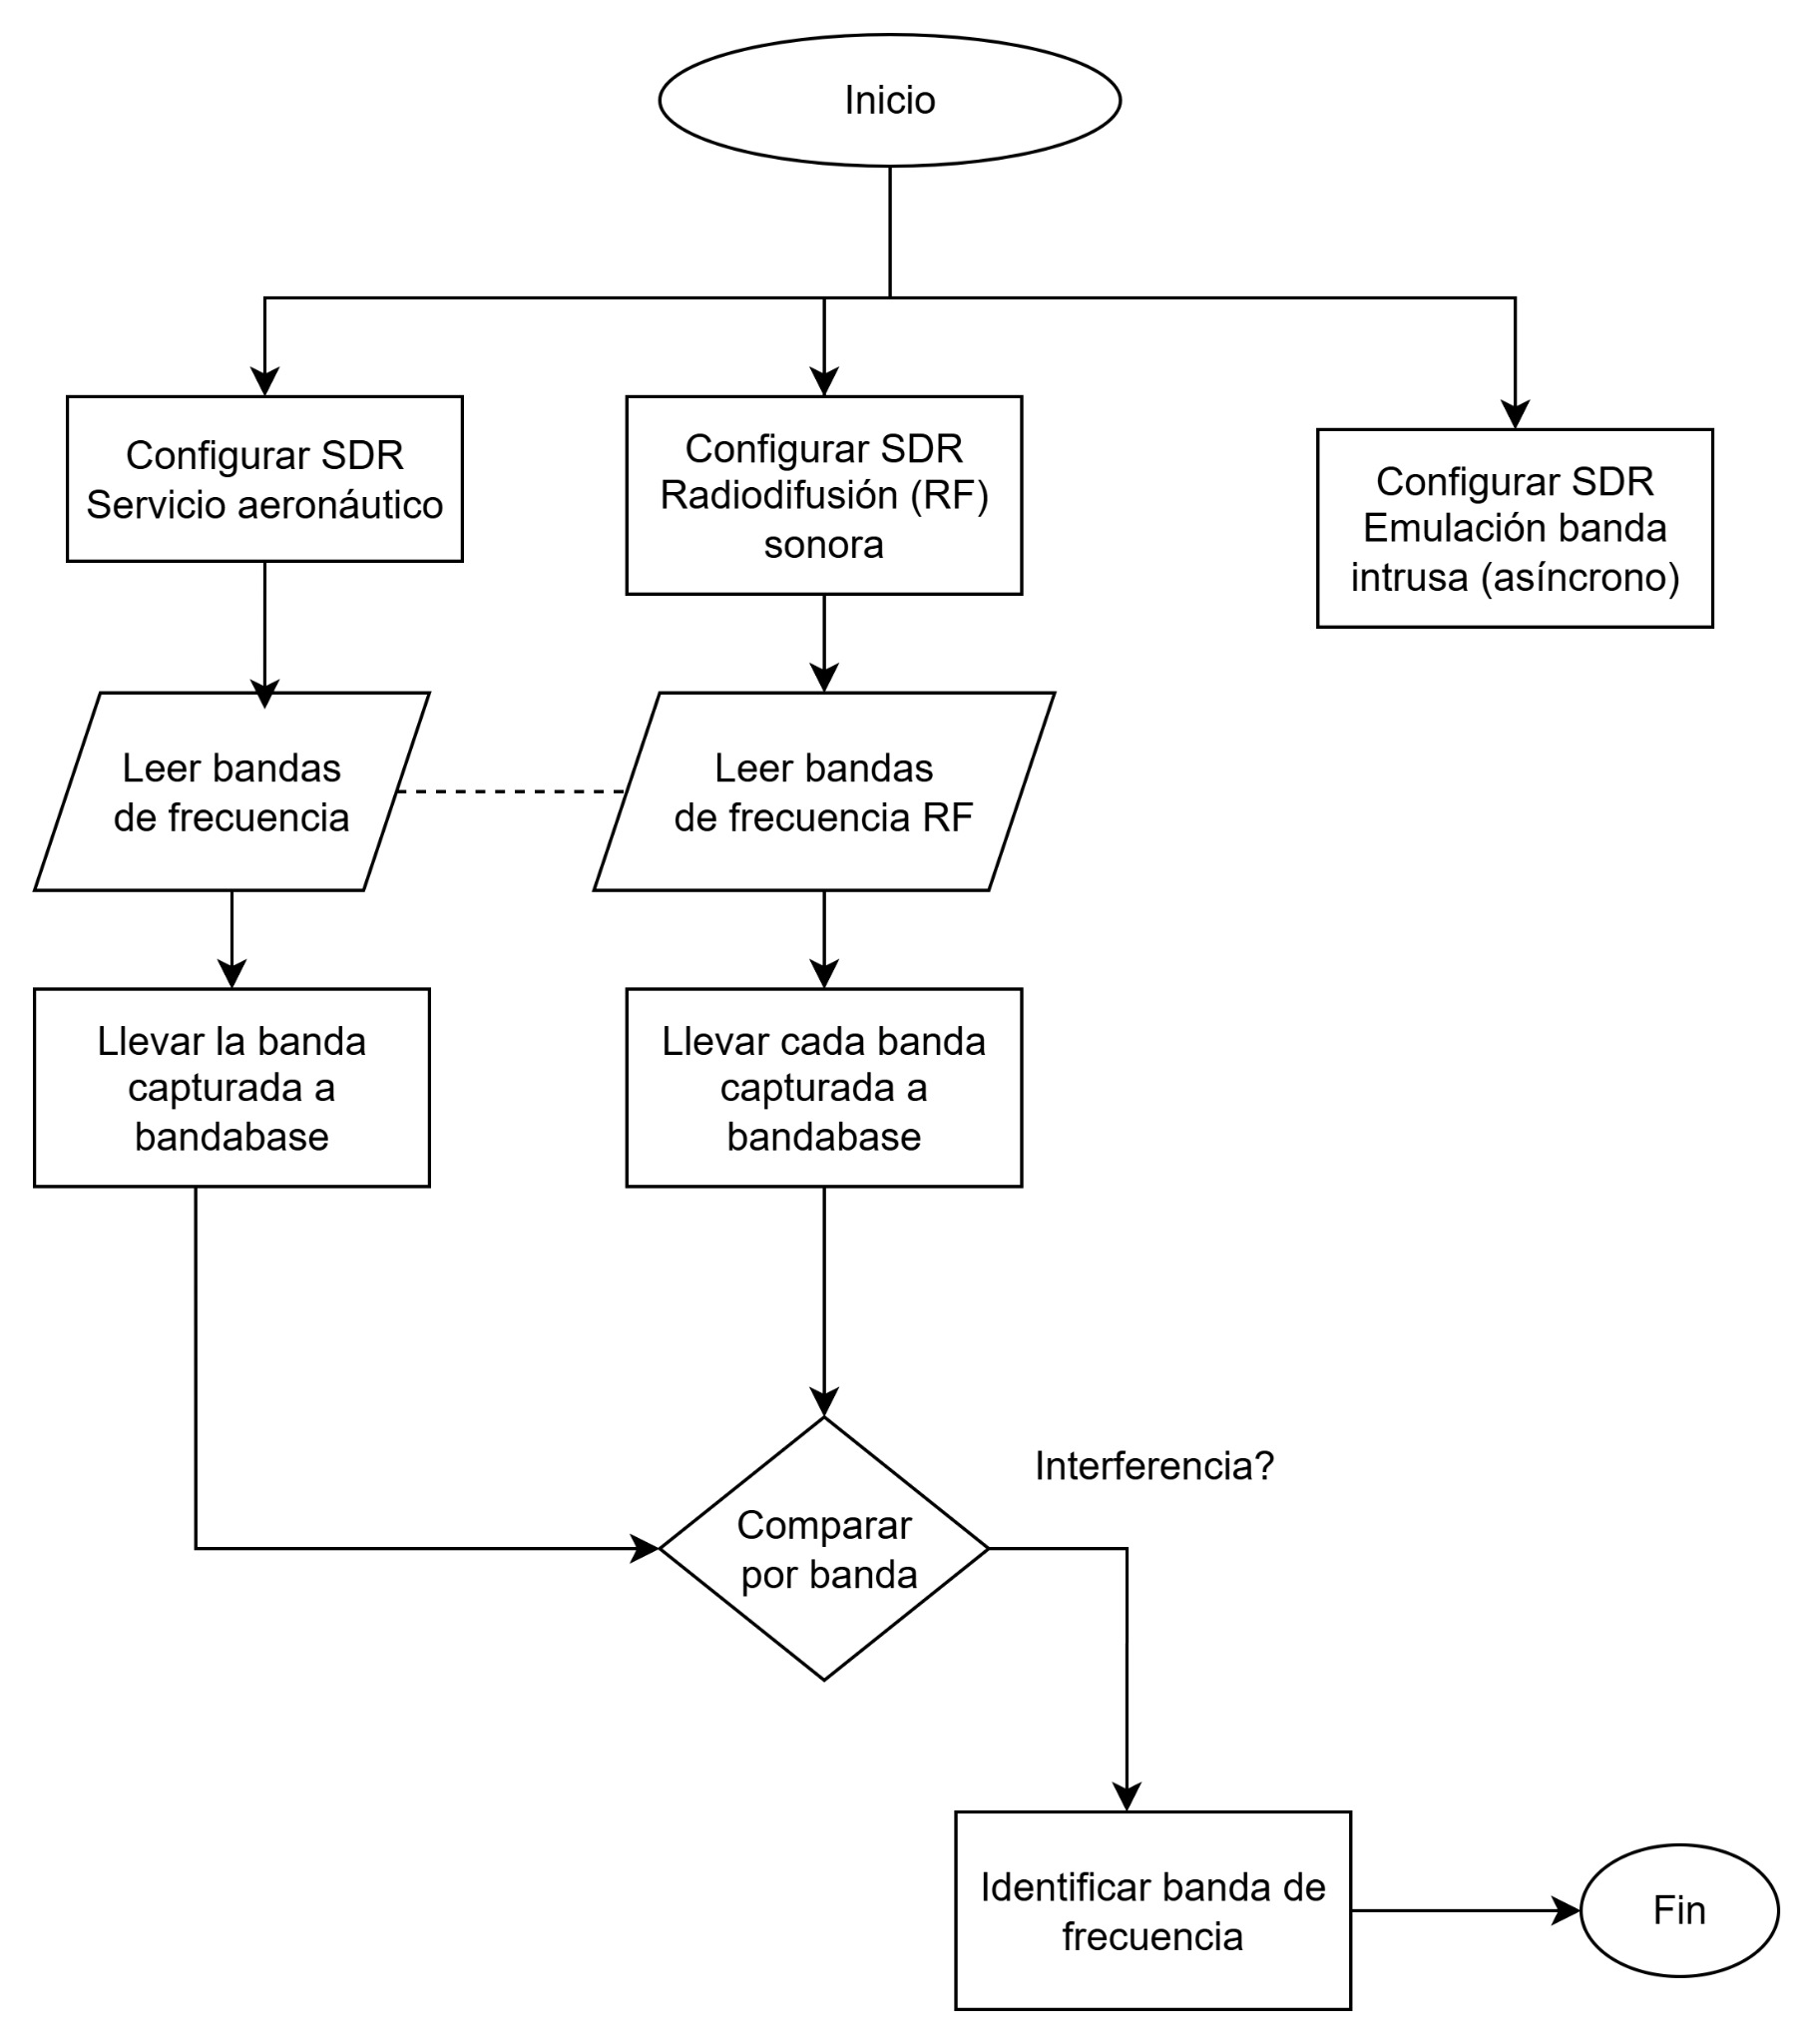 Inicio
Configurar SDR
Servicio aeronáutico
Configurar SDR
Radiodifusión (RF)
sonora
Configurar SDR
Emulación banda
intrusa (asíncrono)
Leer bandas
de frecuencia
Leer bandas
de frecuencia RF
Llevar la banda
capturada a
bandabase
Llevar cada banda
capturada a
bandabase
Interferencia?
Comparar
por banda
Identificar banda de
frecuencia
Fin